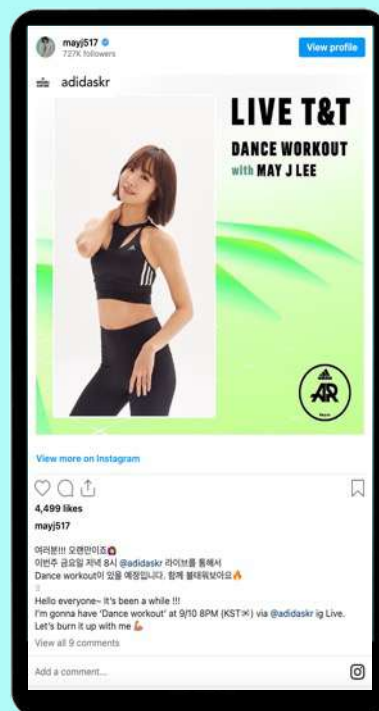 mayj517
727K followers
View profile
adidaskr
LIVE T&T
DANCE WORKOUT
with MAY J LEE
AR
View more on Instagram
4,499 likes
mayj517
여러분!!! 오랜만이죠🙆🏻‍♀️
이번주 금요일 저녁 8시 @adidaskr 라이브를 통해서
Dance workout이 있을 예정입니다. 함께 불태워보아요🔥
Hello everyone~ It's been a while !!!
I'm gonna have 'Dance workout' at 9/10 8PM (KST🇰🇷) via @adidaskr ig Live.
Let's burn it up with me 💪🏻
View all 9 comments
Add a comment...